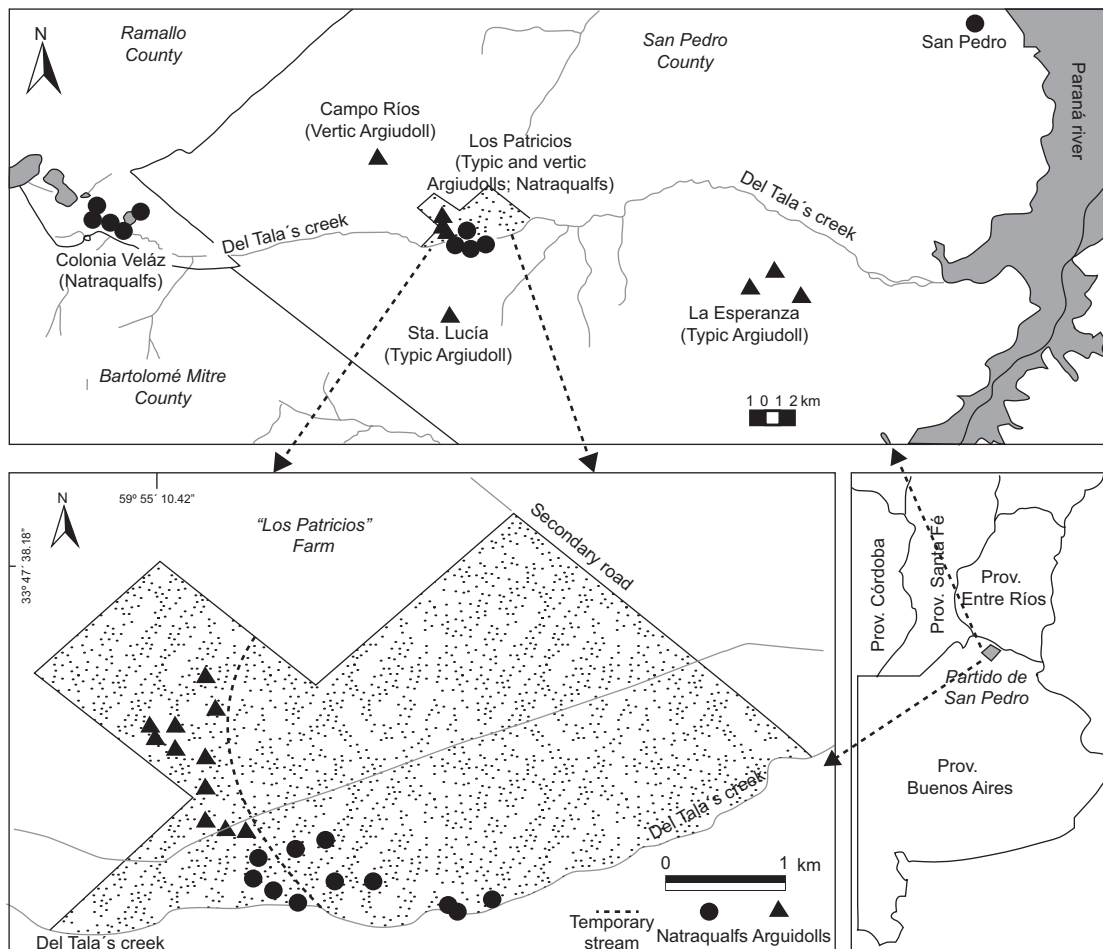 N
Ramallo
County
San Pedro
County
San Pedro
Paraná river
Campo Ríos
(Vertic Argiudoll)
Los Patricios
(Typic and vertic
Argiudolls; Natraqualfs)
Del Tala´s creek
Del Tala´s creek
Colonia Veláz
(Natraqualfs)
Sta. Lucía
(Typic Argiudoll)
La Esperanza
(Typic Argiudoll)
Bartolomé Mitre
County
1 0 1 2 km
N
59º 55´ 10.42”
33º 47´ 38.18”
“Los Patricios”
Farm
Secondary road
Del Tala´s creek
0 1 km
Temporary
stream
Natraqualfs Arguidolls
Del Tala´s creek
Prov. Córdoba
Prov. Santa Fé
Prov.
Entre Ríos
Partido de
San Pedro
Prov.
Buenos Aires